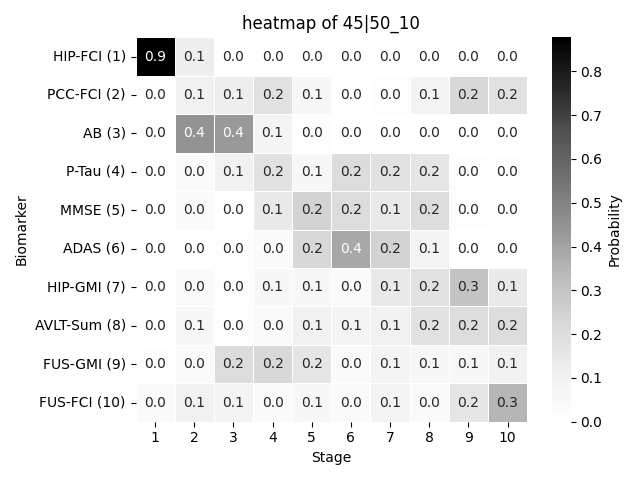 heatmap of 45|50_10
HIP-FCI (1) 0.9 0.1 0.0 0.0 0.0 0.0 0.0 0.0 0.0 0.0
PCC-FCI (2) 0.0 0.1 0.1 0.2 0.1 0.0 0.0 0.1 0.2 0.2
AB (3) 0.0 0.4 0.4 0.1 0.0 0.0 0.0 0.0 0.0 0.0
P-Tau (4) 0.0 0.0 0.1 0.2 0.1 0.2 0.2 0.2 0.0 0.0
MMSE (5) 0.0 0.0 0.0 0.1 0.2 0.2 0.1 0.2 0.0 0.0
ADAS (6) 0.0 0.0 0.0 0.0 0.2 0.4 0.2 0.1 0.0 0.0
HIP-GMI (7) 0.0 0.0 0.0 0.1 0.1 0.0 0.1 0.2 0.3 0.1
AVLT-Sum (8) 0.0 0.1 0.0 0.0 0.1 0.1 0.1 0.2 0.2 0.2
FUS-GMI (9) 0.0 0.0 0.2 0.2 0.2 0.0 0.1 0.1 0.1 0.1
FUS-FCI (10) 0.0 0.1 0.1 0.0 0.1 0.0 0.1 0.0 0.2 0.3
1 2 3 4 5 6 7 8 9 10
Stage
Biomarker
0.8
0.7
0.6
0.5
0.4
0.3
0.2
0.1
0.0
Probability